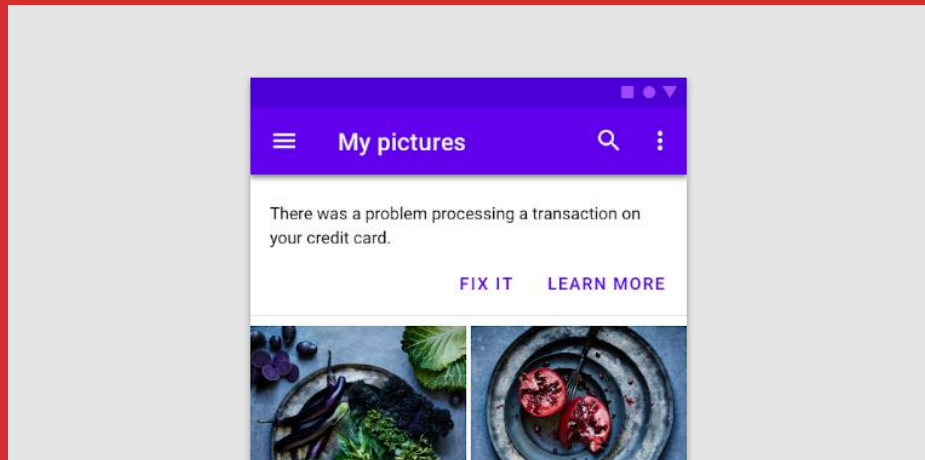 My pictures
There was a problem processing a transaction on
your credit card.
FIX IT LEARN MORE